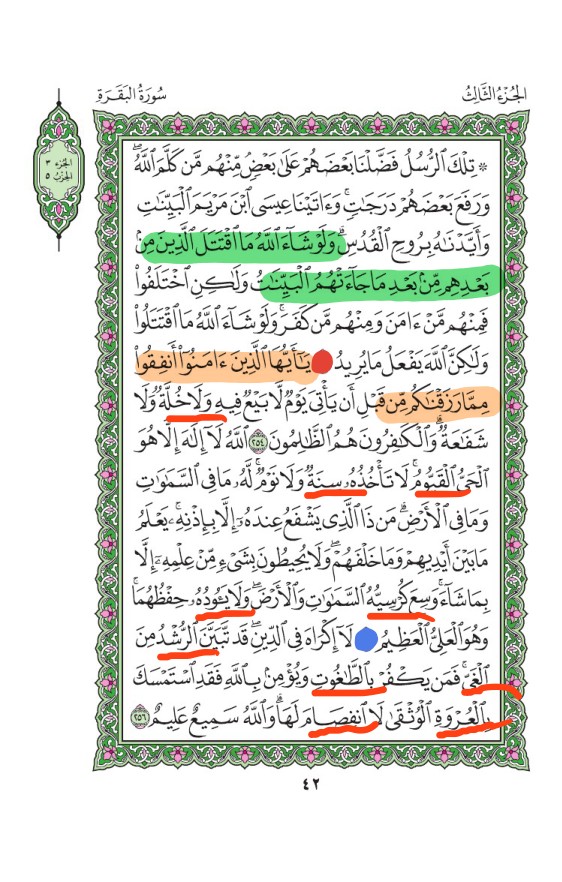 سُورَةُ البَقَرَةِ
الجُزْءُ الثَّالِثُ
الجزء ٣
الحزب ٥
۞ تِلْكَ ٱلرُّسُلُ فَضَّلْنَا بَعْضَهُمْ عَلَىٰ بَعْضٍۘ مِّنْهُم مَّن كَلَّمَ ٱللَّهُۖ
وَرَفَعَ بَعْضَهُمْ دَرَجَٰتٍۚ وَءَاتَيْنَا عِيسَى ٱبْنَ مَرْيَمَ ٱلْبَيِّنَٰتِ
وَأَيَّدْنَٰهُ بِرُوحِ ٱلْقُدُسِۗ وَلَوْ شَآءَ ٱللَّهُ مَا ٱقْتَتَلَ ٱلَّذِينَ مِنۢ
بَعْدِهِم مِّنۢ بَعْدِ مَا جَآءَتْهُمُ ٱلْبَيِّنَٰتُ وَلَٰكِنِ ٱخْتَلَفُوا۟
فَمِنْهُم مَّنْ ءَامَنَ وَمِنْهُم مَّن كَفَرَۚ وَلَوْ شَآءَ ٱللَّهُ مَا ٱقْتَتَلُوا۟
وَلَٰكِنَّ ٱللَّهَ يَفْعَلُ مَا يُرِيدُ يَٰٓأَيُّهَا ٱلَّذِينَ ءَامَنُوٓا۟ أَنفِقُوا۟
مِمَّا رَزَقْنَٰكُم مِّن قَبْلِ أَن يَأْتِىَ يَوْمٌ لَّا بَيْعٌ فِيهِ وَلَا خُلَّةٌ وَلَا
شَفَٰعَةٌۗ وَٱلْكَٰفِرُونَ هُمُ ٱلظَّٰلِمُونَ ٢٥٤ ٱللَّهُ لَآ إِلَٰهَ إِلَّا هُوَ
ٱلْحَىُّ ٱلْقَيُّومُۚ لَا تَأْخُذُهُۥ سِنَةٌ وَلَا نَوْمٌۚ لَّهُۥ مَا فِى ٱلسَّمَٰوَٰتِ
وَمَا فِى ٱلْأَرْضِۗ مَن ذَا ٱلَّذِى يَشْفَعُ عِندَهُۥٓ إِلَّا بِإِذْنِهِۦۚ يَعْلَمُ
مَا بَيْنَ أَيْدِيهِمْ وَمَا خَلْفَهُمْۖ وَلَا يُحِيطُونَ بِشَىْءٍ مِّنْ عِلْمِهِۦٓ إِلَّا
بِمَا شَآءَۚ وَسِعَ كُرْسِيُّهُ ٱلسَّمَٰوَٰتِ وَٱلْأَرْضَۖ وَلَا يَـُٔودُهُۥ حِفْظُهُمَاۚ
وَهُوَ ٱلْعَلِىُّ ٱلْعَظِيمُ لَآ إِكْرَاهَ فِى ٱلدِّينِۖ قَد تَّبَيَّنَ ٱلرُّشْدُ مِنَ
ٱلْغَىِّۚ فَمَن يَكْفُرْ بِٱلطَّٰغُوتِ وَيُؤْمِنۢ بِٱللَّهِ فَقَدِ ٱسْتَمْسَكَ
بِٱلْعُرْوَةِ ٱلْوُثْقَىٰ لَا ٱنفِصَامَ لَهَاۗ وَٱللَّهُ سَمِيعٌ عَلِيمٌ ٢٥٦
٤٢